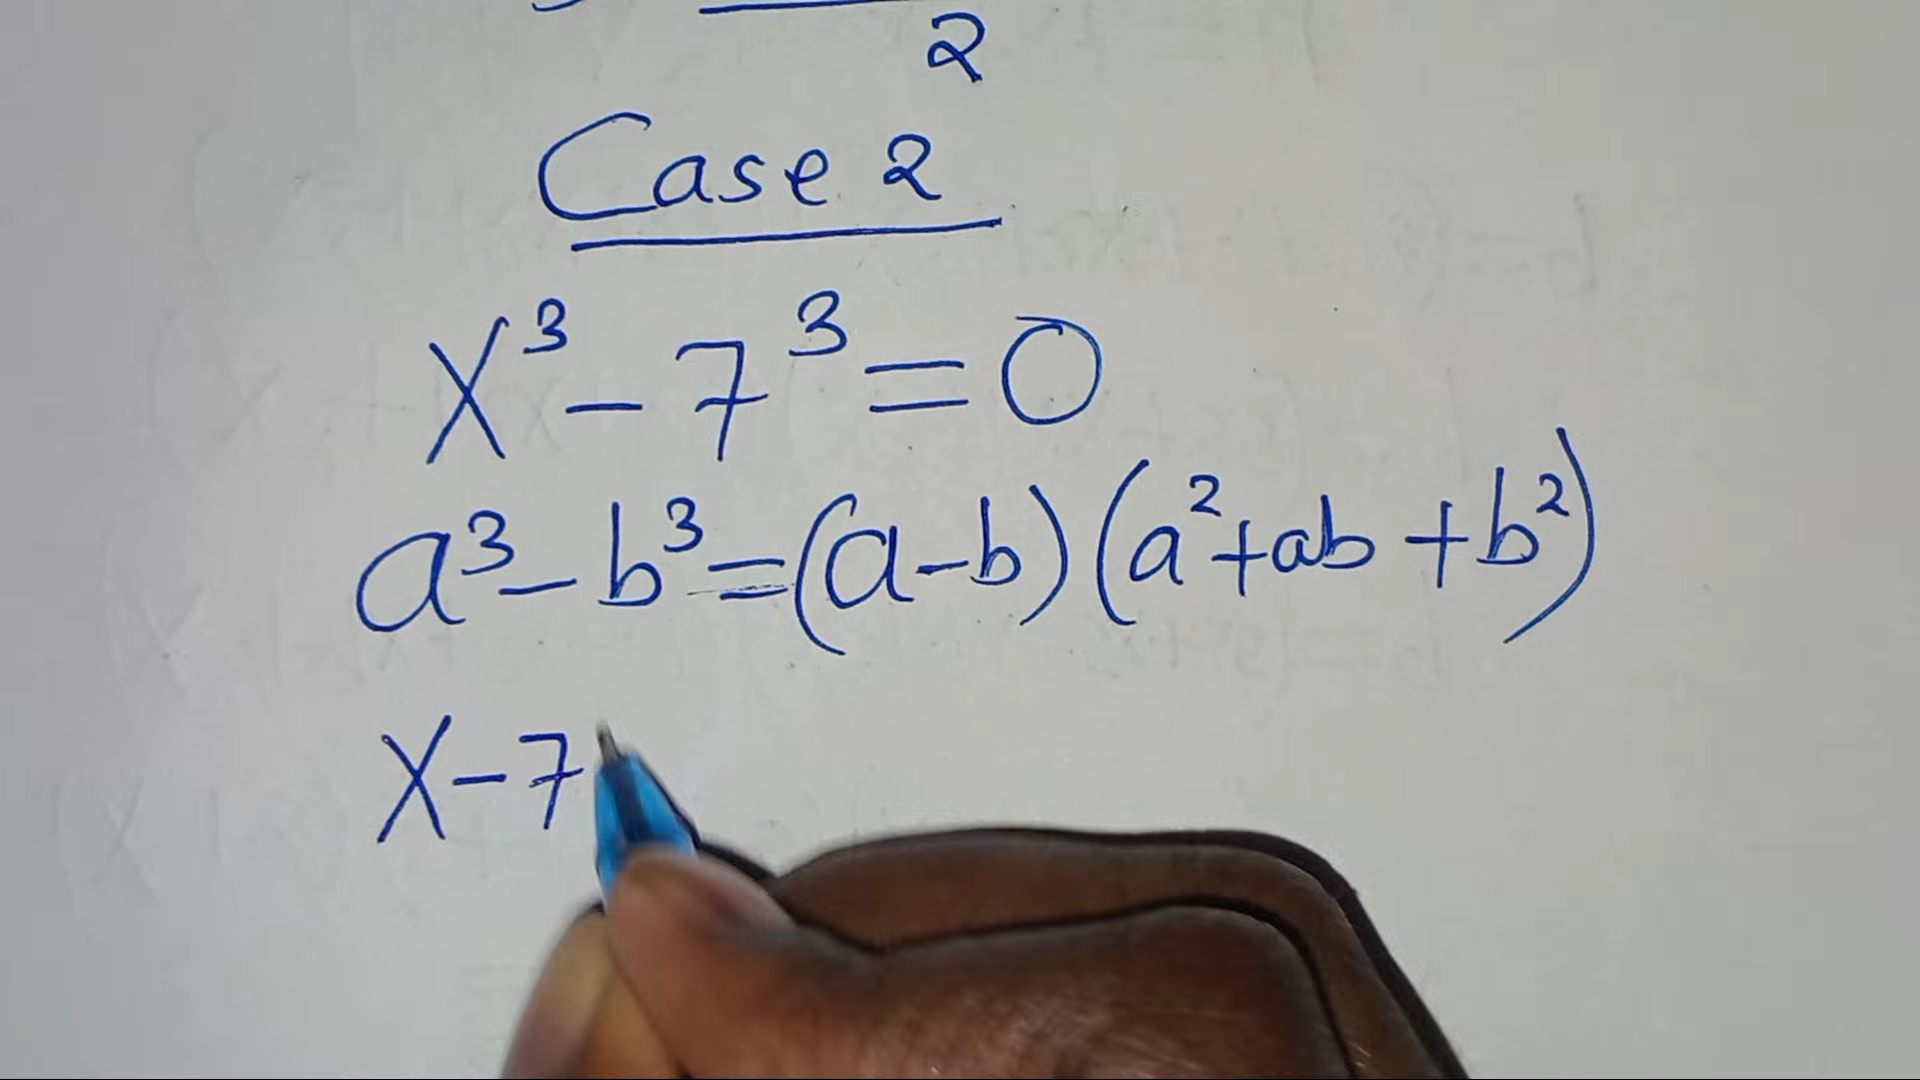 2
Case 2
x³ - 7³ = 0
a³ - b³ = (a - b)(a² + ab + b²)
x - 7